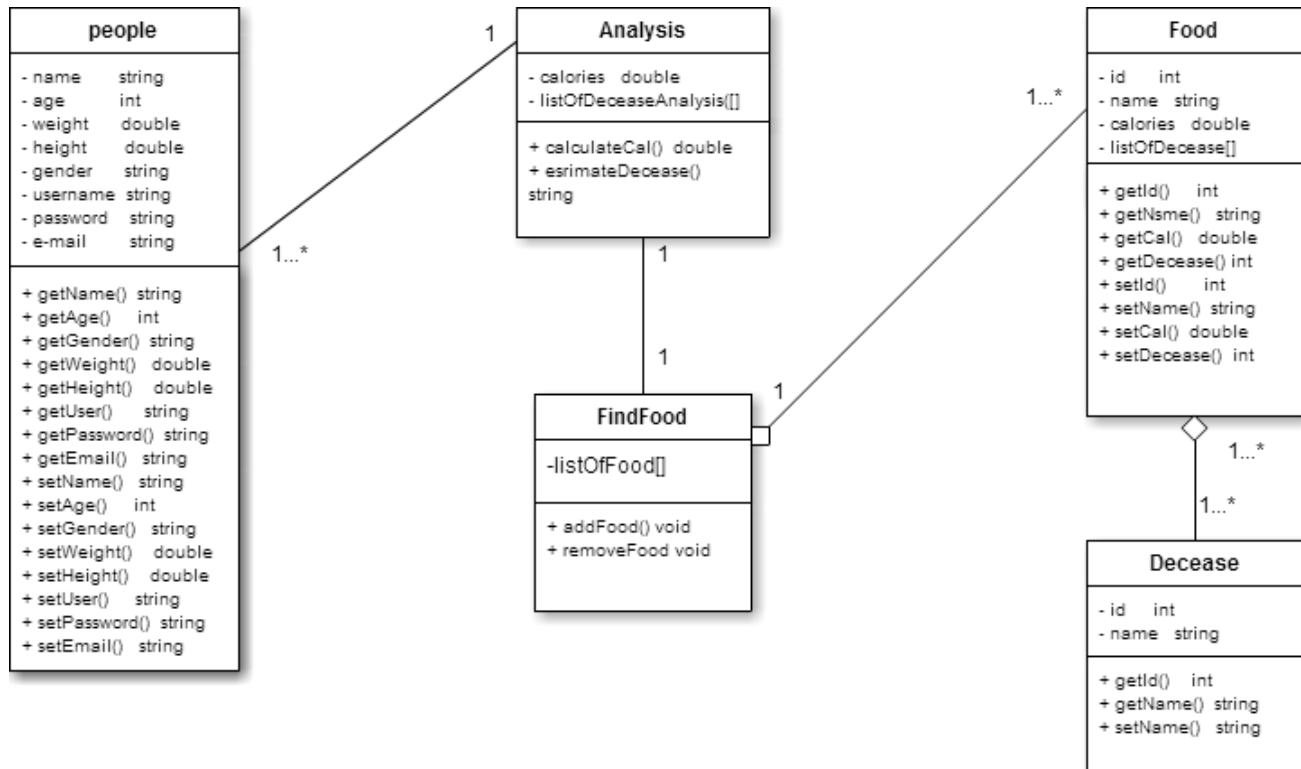 people
- name string
- age int
- weight double
- height double
- gender string
- username string
- password string
- e-mail string
+ getName() string
+ getAge() int
+ getGender() string
+ getWeight() double
+ getHeight() double
+ getUser() string
+ getPassword() string
+ getEmail() string
+ setName() string
+ setAge() int
+ setGender() string
+ setWeight() double
+ setHeight() double
+ setUser() string
+ setPassword() string
+ setEmail() string
1
1...*
Analysis
- calories double
- listOfDeceaseAnalysis([]
+ calculateCal() double
+ esrimateDecease()
string
1
1
FindFood
-listOfFood[]
+ addFood() void
+ removeFood void
1
1...*
Food
- id int
- name string
- calories double
- listOfDecease[]
+ getId() int
+ getNsme() string
+ getCal() double
+ getDecease() int
+ setId() int
+ setName() string
+ setCal() double
+ setDecease() int
1...*
1...*
Decease
- id int
- name string
+ getId() int
+ getName() string
+ setName() string